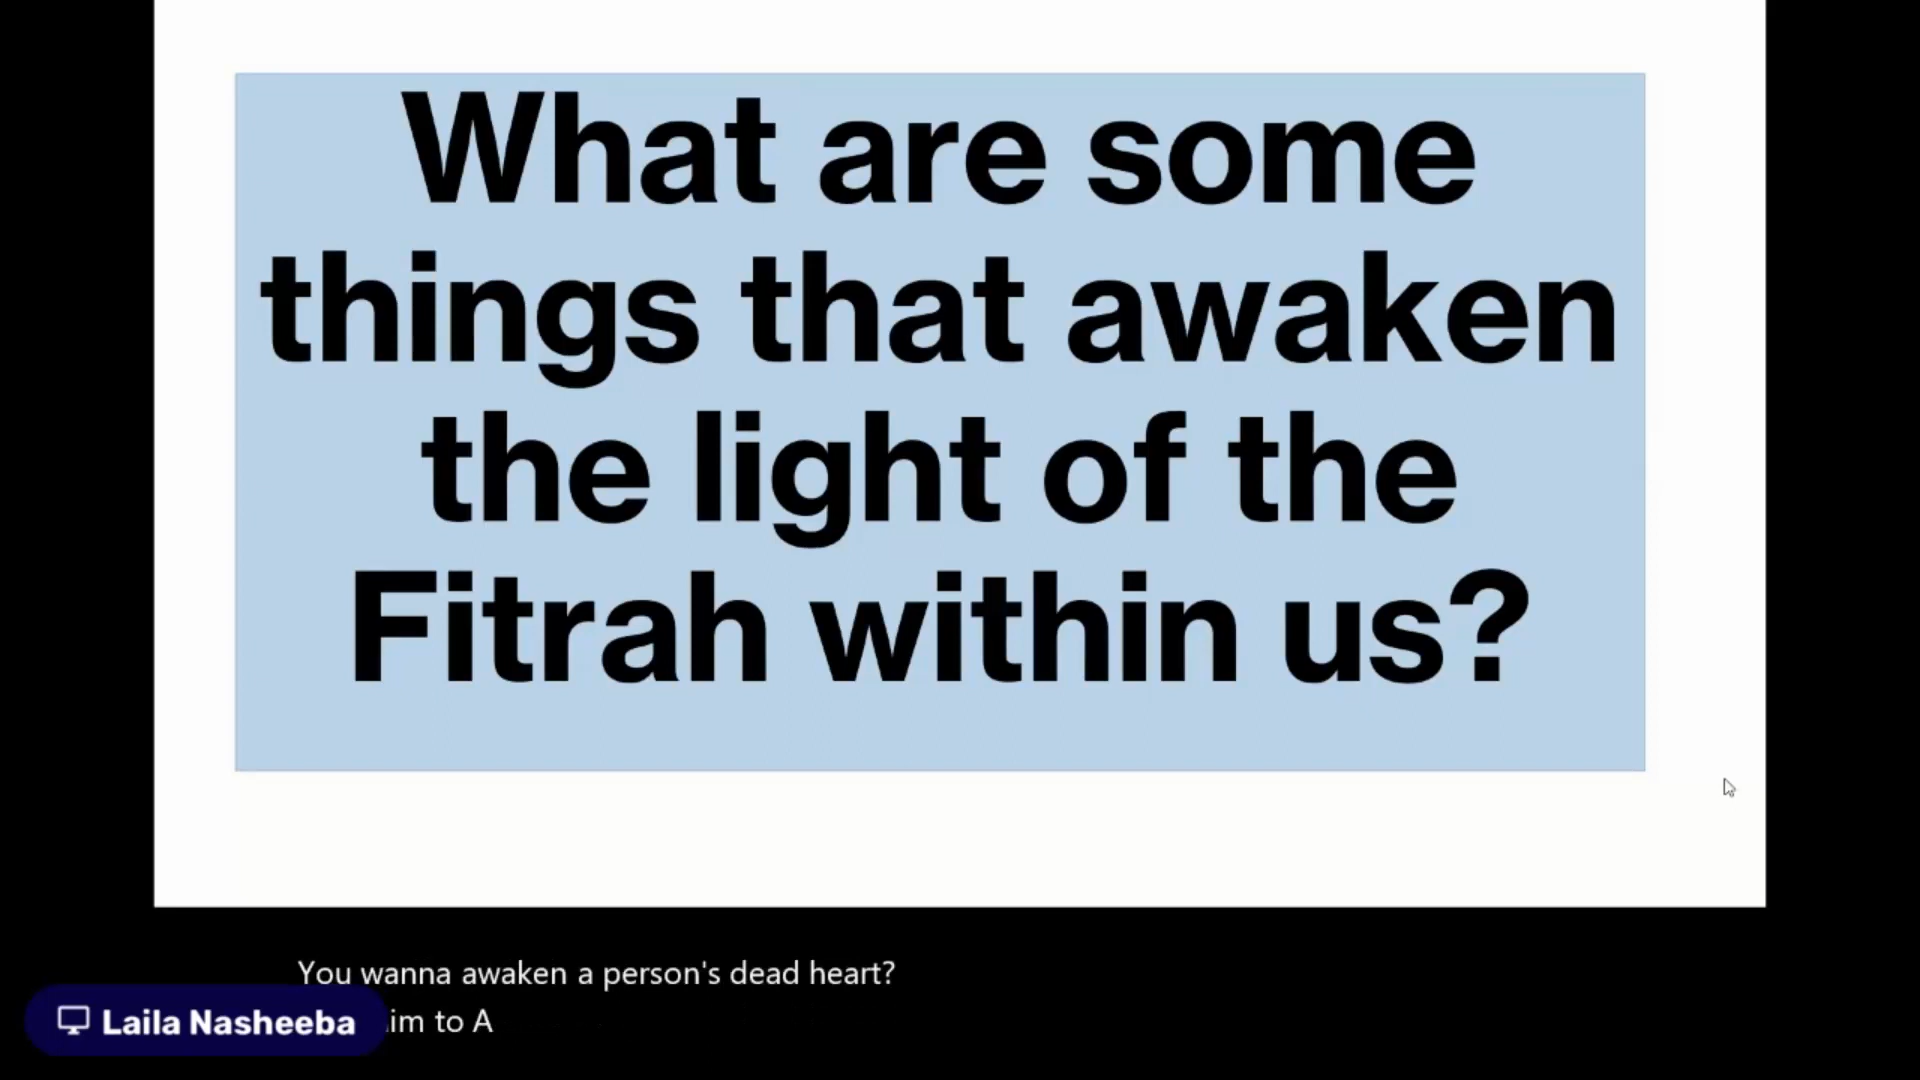 What are some
things that awaken
the light of the
Fitrah within us?
You wanna awaken a person's dead heart?
im to A
Laila Nasheeba